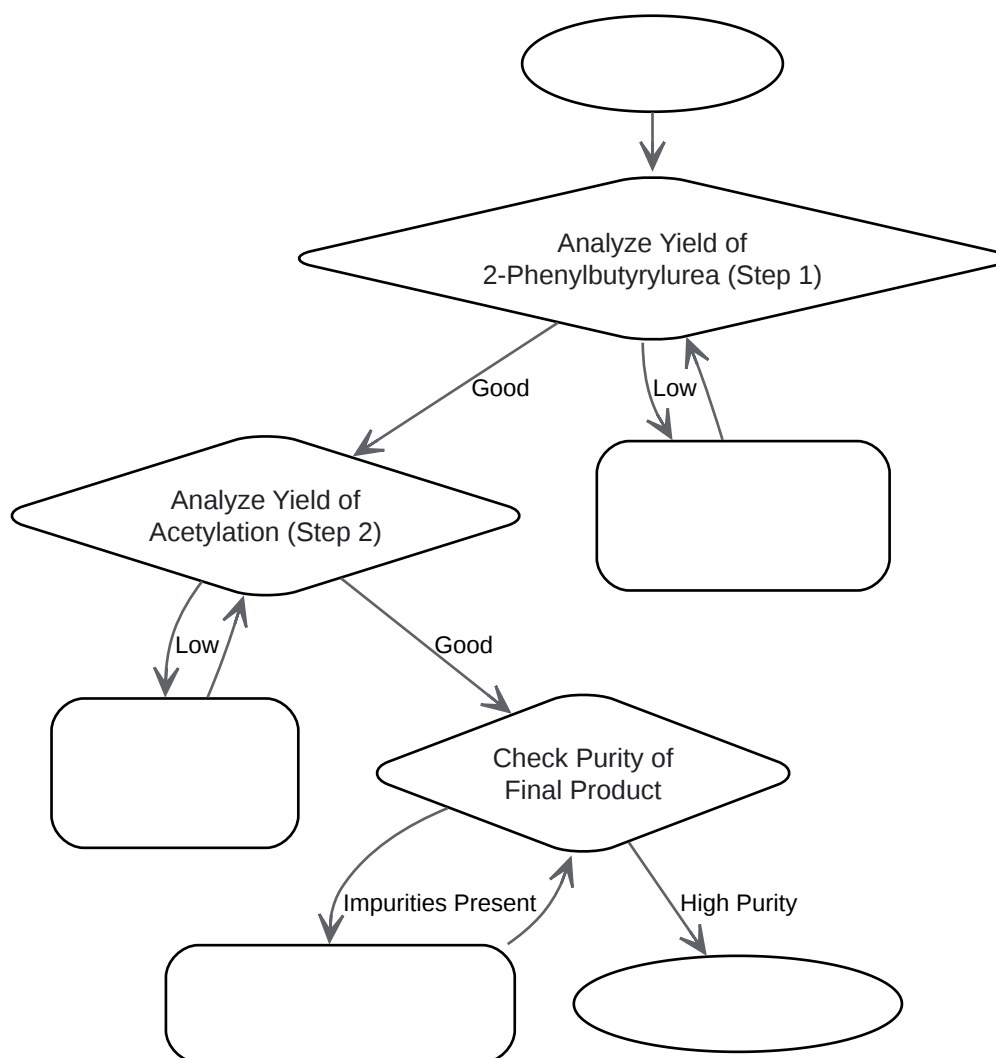 Analyze Yield of
2-Phenylbutyrylurea (Step 1)
Good
Low
Analyze Yield of
Acetylation (Step 2)
Low
Good
Check Purity of
Final Product
Impurities Present
High Purity